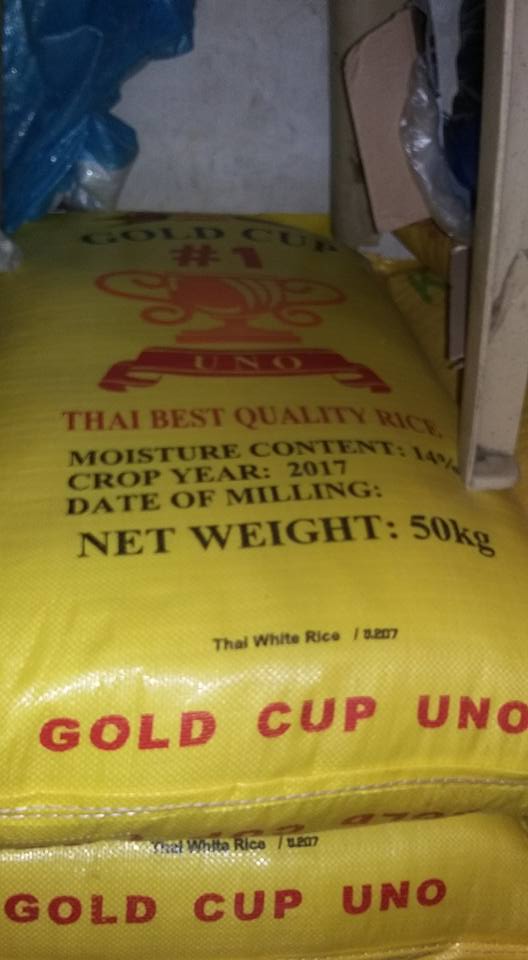 GOLD CUP
#1
UNO
THAI BEST QUALITY RICE
MOISTURE CONTENT: 14%
CROP YEAR: 2017
DATE OF MILLING:
NET WEIGHT: 50kg
Thai White Rice
GOLD CUP UNO
Thai White Rice
GOLD CUP UNO